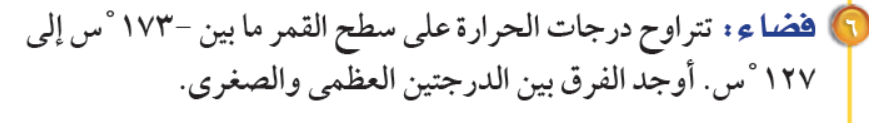 ٦ فضاء: تتراوح درجات الحرارة على سطح القمر ما بين -١٧٣ °س إلى
١٢٧ °س. أوجد الفرق بين الدرجتين العظمى والصغرى.